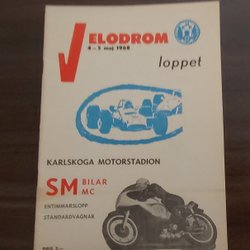 VELODROM
4-5 maj 1968
loppet
KARLSKOGA MOTORSTADION
SM BILAR
MC
ENTIMMARSLOPP
STANDARDVAGNAR